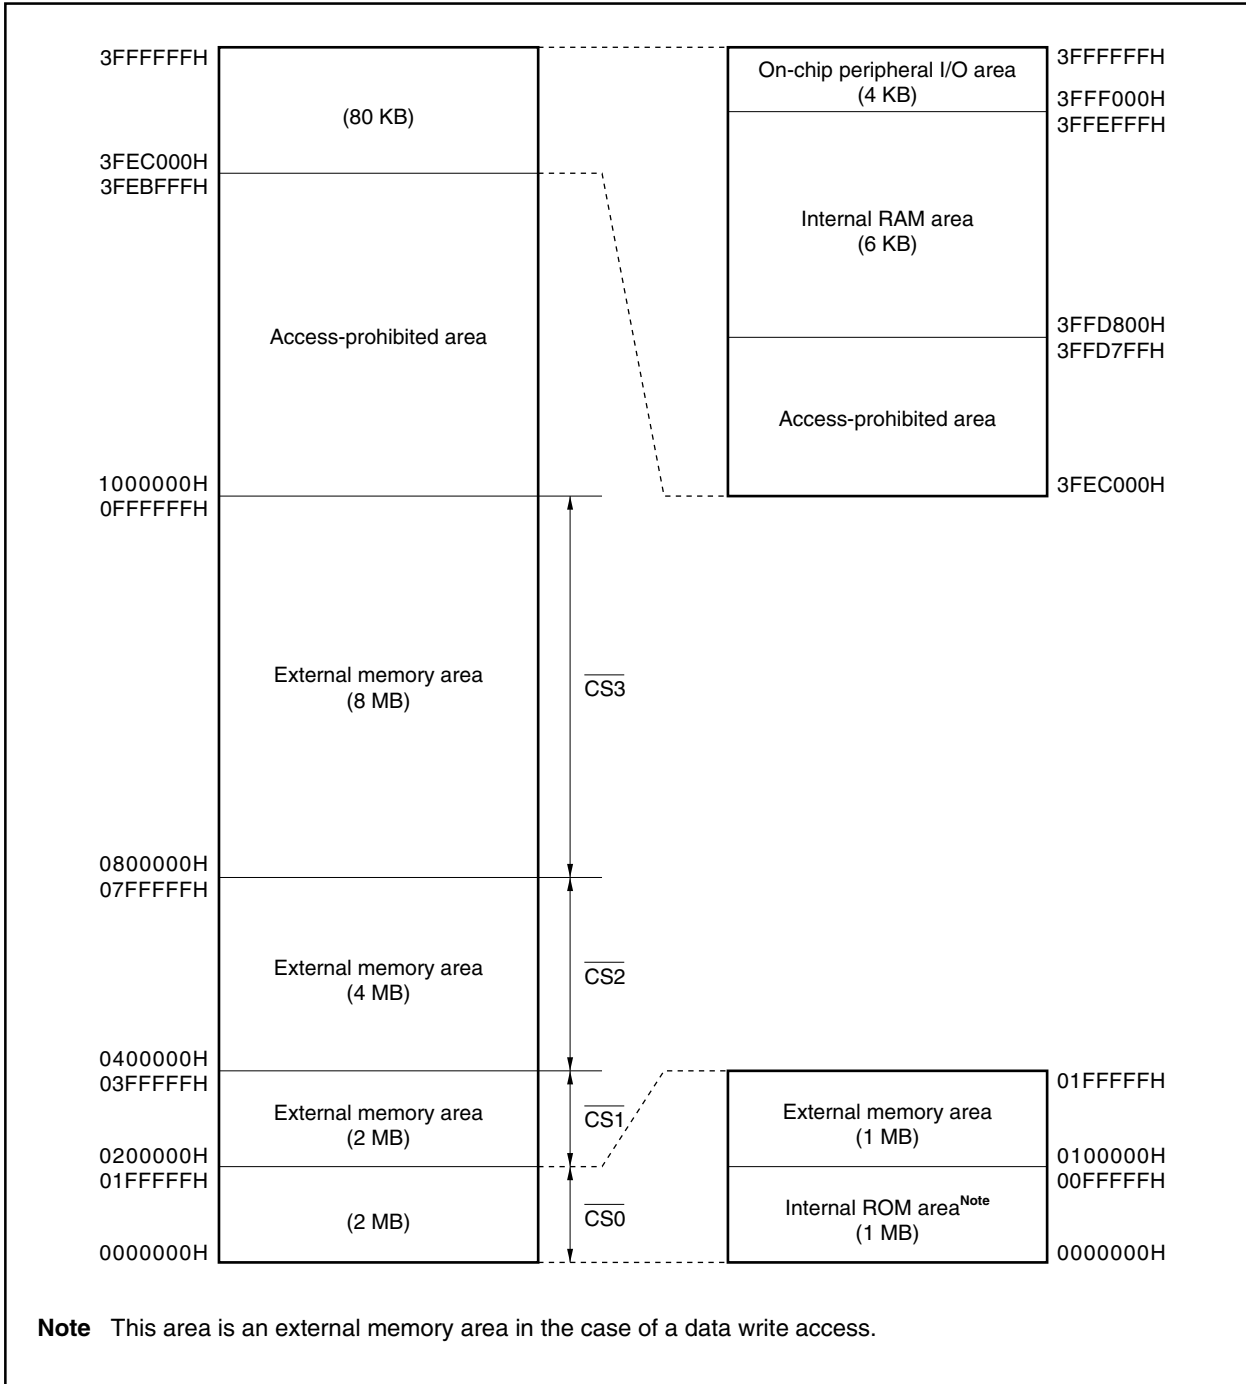 3FFFFFFH
(80 KB)
3FEC000H
3FEBFFFH
Access-prohibited area
1000000H
0FFFFFFH
External memory area
(8 MB)
CS3
0800000H
07FFFFFH
External memory area
(4 MB)
CS2
0400000H
03FFFFFH
External memory area
(2 MB)
CS1
0200000H
01FFFFFH
(2 MB)
CS0
0000000H
On-chip peripheral I/O area
(4 KB)
3FFFFFFH
3FFF000H
3FFEFFFH
Internal RAM area
(6 KB)
3FFD800H
3FFD7FFH
Access-prohibited area
3FEC000H
01FFFFFH
External memory area
(1 MB)
0100000H
00FFFFFH
Internal ROM areaNote
(1 MB)
0000000H
Note This area is an external memory area in the case of a data write access.